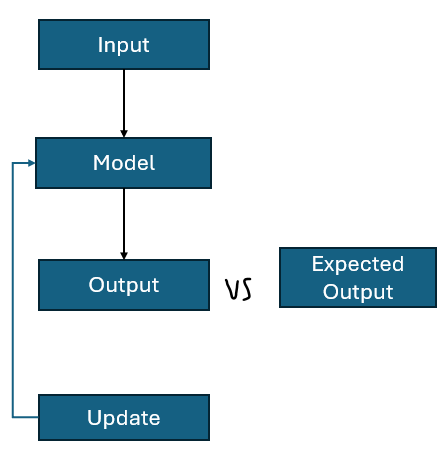 Input
Model
Output
VS
Expected
Output
Update